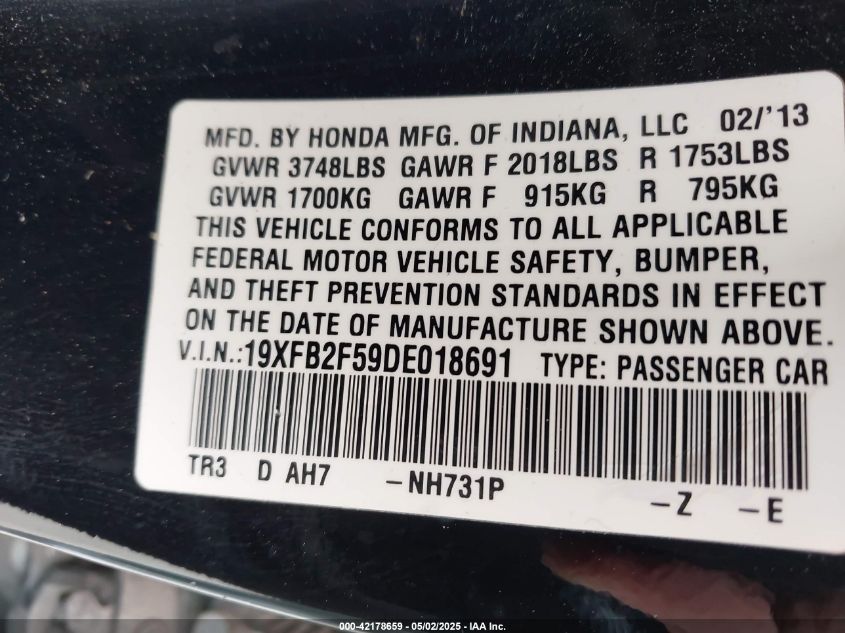 MFD. BY HONDA MFG. OF INDIANA, LLC 02/'13
GVWR 3748LBS GAWR F 2018LBS R 1753LBS
GVWR 1700KG GAWR F 915KG R 795KG
THIS VEHICLE CONFORMS TO ALL APPLICABLE
FEDERAL MOTOR VEHICLE SAFETY, BUMPER,
AND THEFT PREVENTION STANDARDS IN EFFECT
ON THE DATE OF MANUFACTURE SHOWN ABOVE.
V.I.N.:19XFB2F59DE018691 TYPE: PASSENGER CAR
TR3 D AH7 -NH731P -Z -E
000-42178659 - 05/02/2025 - IAA Inc.